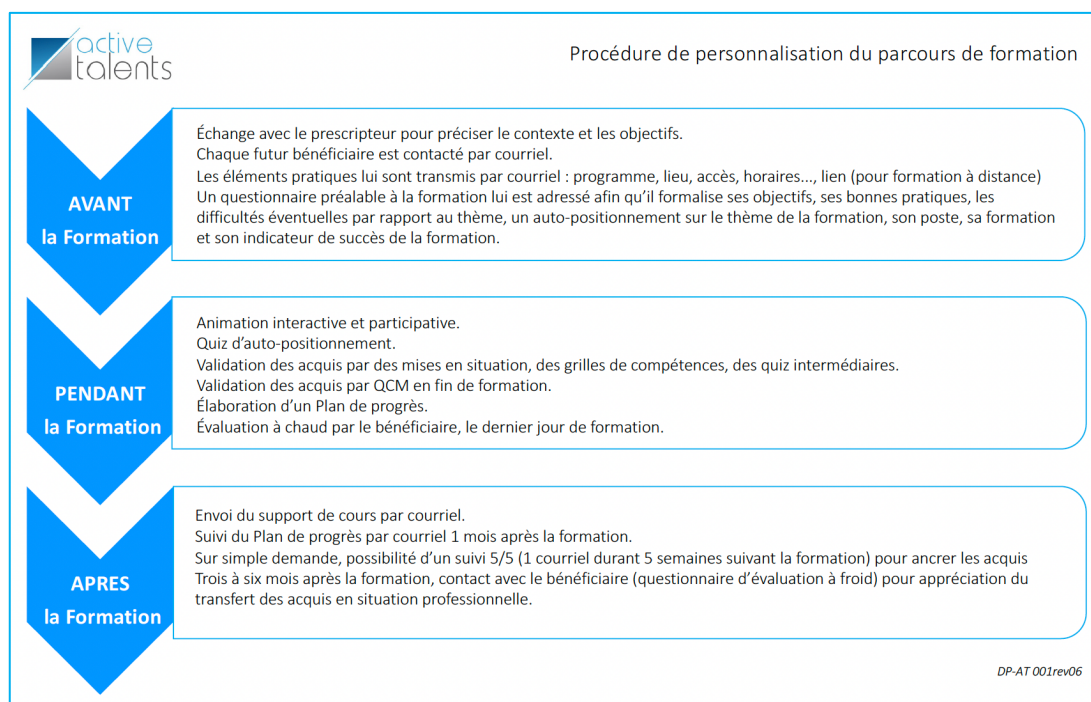 active
talents
Procédure de personnalisation du parcours de formation
AVANT
la Formation
Échange avec le prescripteur pour préciser le contexte et les objectifs.
Chaque futur bénéficiaire est contacté par courriel.
Les éléments pratiques lui sont transmis par courriel : programme, lieu, accès, horaires..., lien (pour formation à distance)
Un questionnaire préalable à la formation lui est adressé afin qu'il formalise ses objectifs, ses bonnes pratiques, les
difficultés éventuelles par rapport au thème, un auto-positionnement sur le thème de la formation, son poste, sa formation
et son indicateur de succès de la formation.
PENDANT
la Formation
Animation interactive et participative.
Quiz d'auto-positionnement.
Validation des acquis par des mises en situation, des grilles de compétences, des quiz intermédiaires.
Validation des acquis par QCM en fin de formation.
Élaboration d'un Plan de progrès.
Évaluation à chaud par le bénéficiaire, le dernier jour de formation.
APRES
la Formation
Envoi du support de cours par courriel.
Suivi du Plan de progrès par courriel 1 mois après la formation.
Sur simple demande, possibilité d'un suivi 5/5 (1 courriel durant 5 semaines suivant la formation) pour ancrer les acquis
Trois à six mois après la formation, contact avec le bénéficiaire (questionnaire d'évaluation à froid) pour appréciation du
transfert des acquis en situation professionnelle.
DP-AT 001rev06